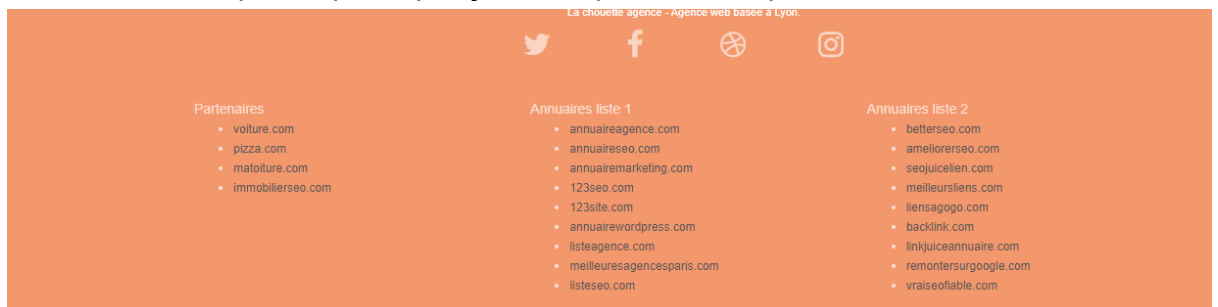 La chouette agence - Agence web basée à Lyon.
Partenaires
voiture.com
pizza.com
matoiture.com
immobilierseo.com
Annuaires liste 1
annuaireagence.com
annuaireseo.com
annuairemarketing.com
123seo.com
123site.com
annuairewordpress.com
listeagence.com
meilleuresagencesparis.com
listeseo.com
Annuaires liste 2
betterseo.com
ameliorerseo.com
seojuicelien.com
meilleursliens.com
liensagogo.com
backlink.com
linkjuiceannuaire.com
remontersurgoogle.com
vraiseofiable.com